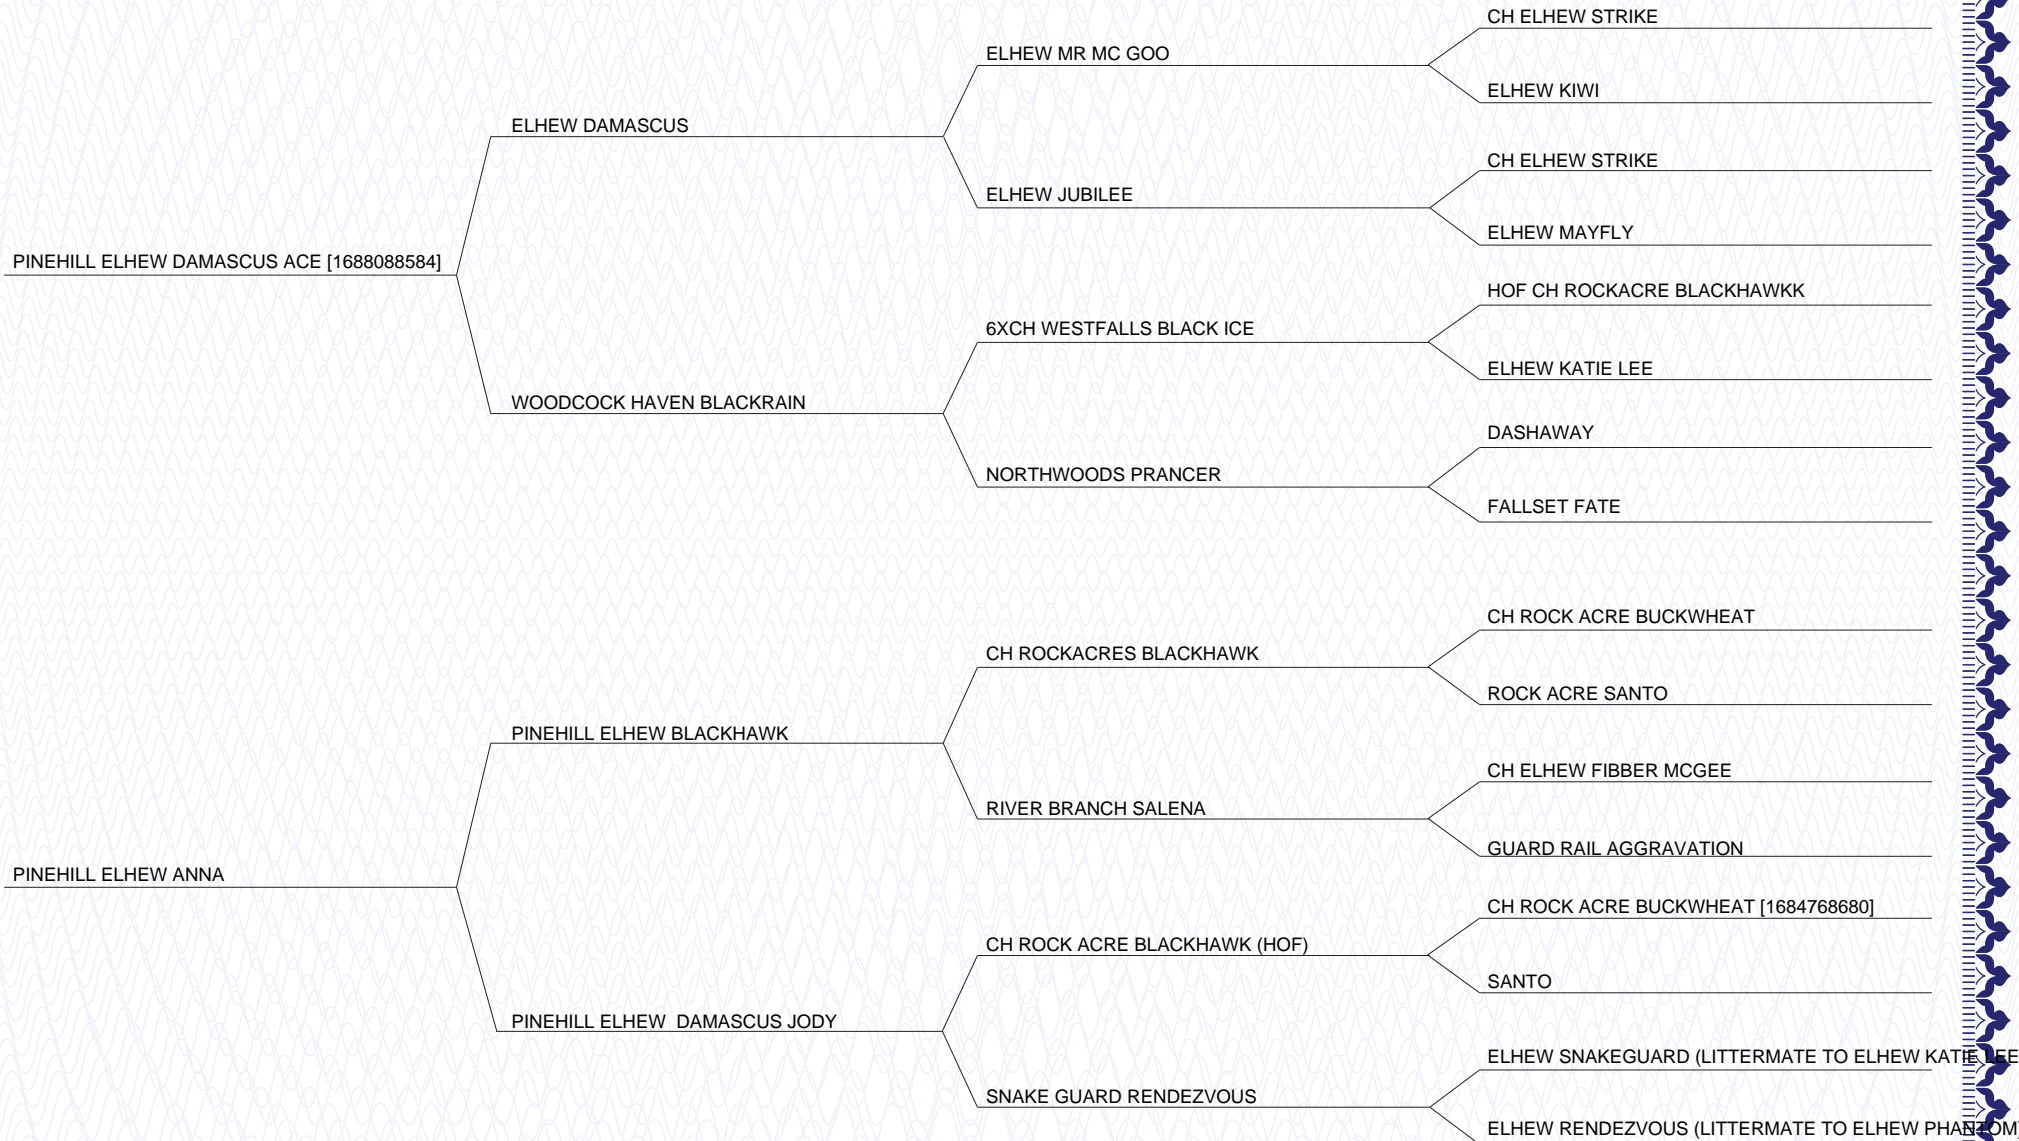 CH ELHEW STRIKE
ELHEW MR MC GOO
ELHEW KIWI
ELHEW DAMASCUS
CH ELHEW STRIKE
ELHEW JUBILEE
ELHEW MAYFLY
PINEHILL ELHEW DAMASCUS ACE [1688088584]
HOF CH ROCKACRE BLACKHAWKK
6XCH WESTFALLS BLACK ICE
ELHEW KATIE LEE
WOODCOCK HAVEN BLACKRAIN
DASHAWAY
NORTHWOODS PRANCER
FALLSET FATE
CH ROCK ACRE BUCKWHEAT
CH ROCKACRES BLACKHAWK
ROCK ACRE SANTO
PINEHILL ELHEW BLACKHAWK
CH ELHEW FIBBER MCGEE
RIVER BRANCH SALENA
GUARD RAIL AGGRAVATION
PINEHILL ELHEW ANNA
CH ROCK ACRE BUCKWHEAT [1684768680]
CH ROCK ACRE BLACKHAWK (HOF)
SANTO
PINEHILL ELHEW  DAMASCUS JODY
ELHEW SNAKEGUARD (LITTERMATE TO ELHEW KATIE LEE
SNAKE GUARD RENDEZVOUS
ELHEW RENDEZVOUS (LITTERMATE TO ELHEW PHANTOM)